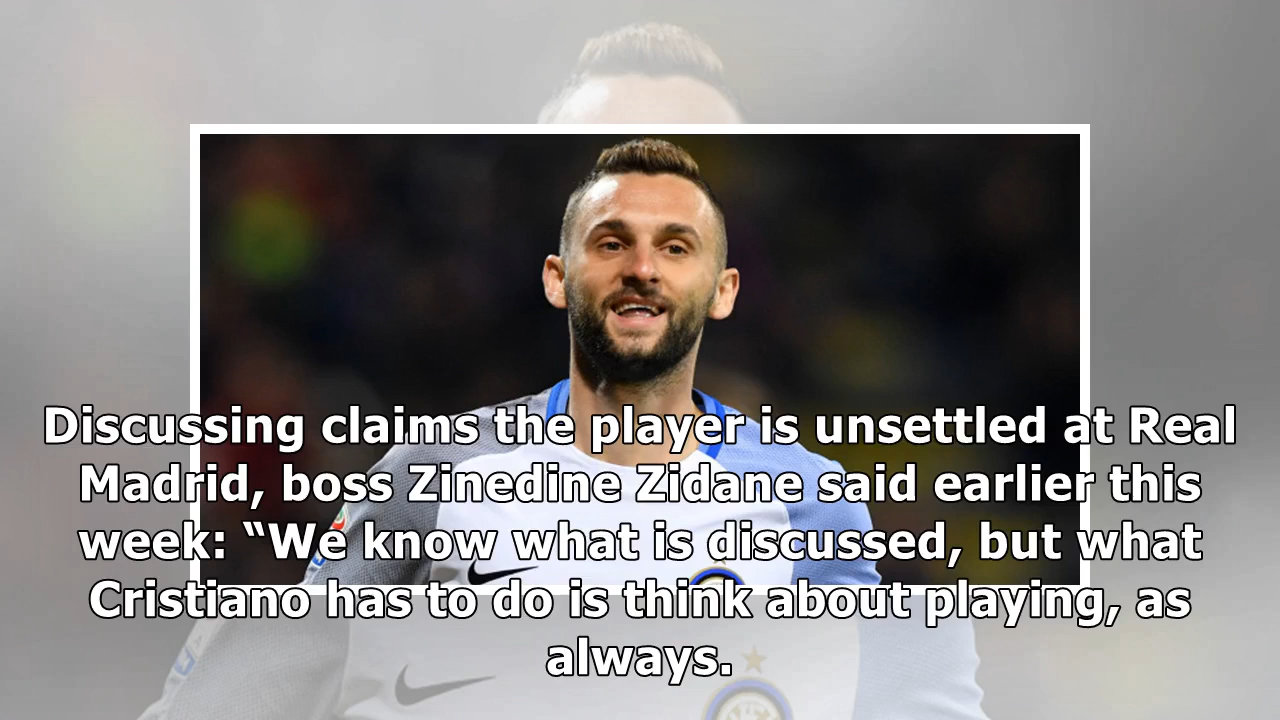 Discussing claims the player is unsettled at Real
Madrid, boss Zinedine Zidane said earlier this
week: “We know what is discussed, but what
Cristiano has to do is think about playing, as
always.